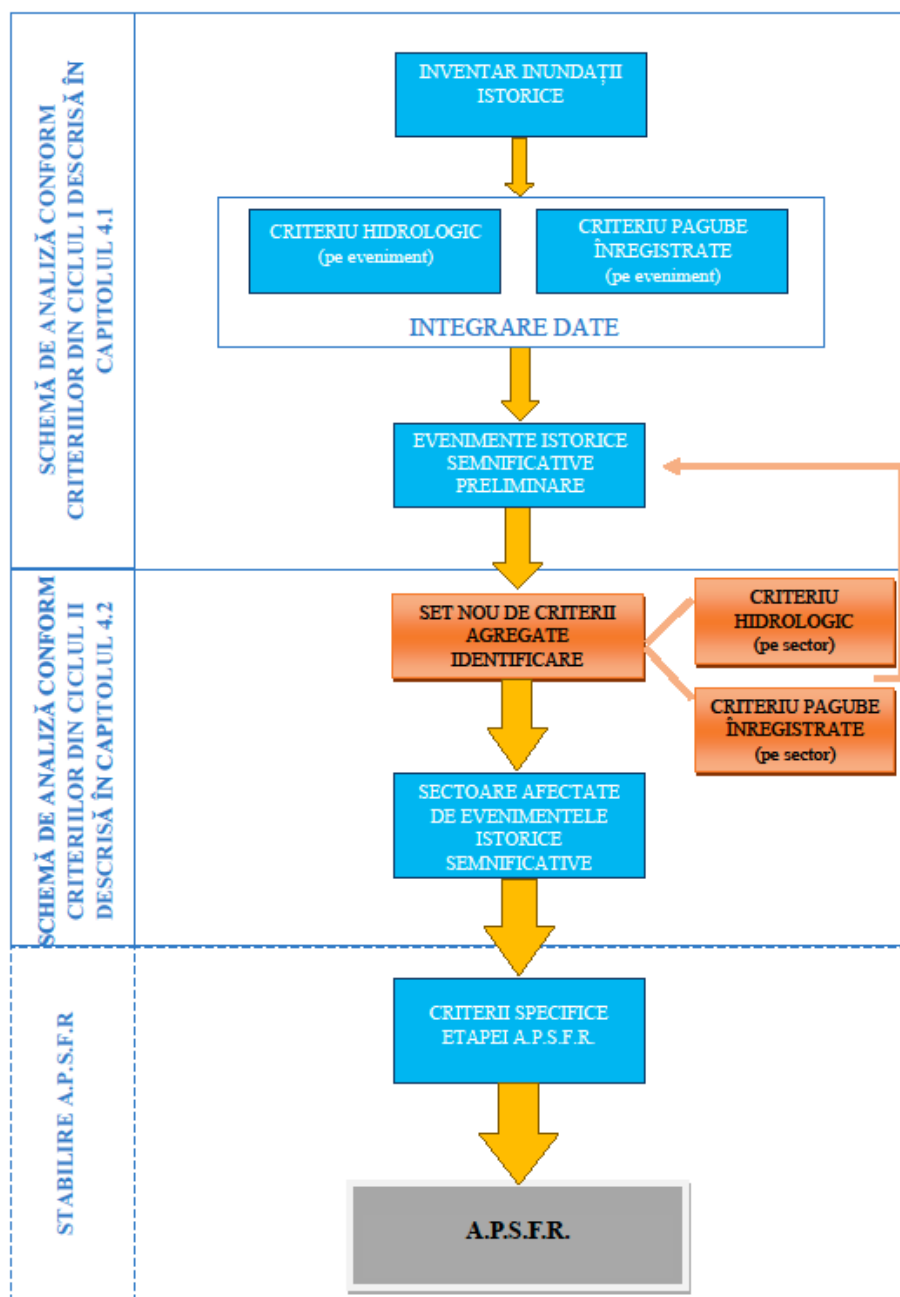 SCHEMĂ DE ANALIZĂ CONFORM
CRITERIILOR DIN CICLUL I DESCRISĂ ÎN
CAPITOLUL 4.1
INVENTAR INUNDAȚII
ISTORICE
CRITERIU HIDROLOGIC
(pe eveniment)
CRITERIU PAGUBE
ÎNREGISTRATE
(pe eveniment)
INTEGRARE DATE
EVENIMENTE ISTORICE
SEMNIFICATIVE
PRELIMINARE
SCHEMĂ DE ANALIZĂ CONFORM
CRITERIILOR DIN CICLUL II
DESCRISĂ ÎN CAPITOLUL 4.2
SET NOU DE CRITERII
AGREGATE
IDENTIFICARE
CRITERIU
HIDROLOGIC
(pe sector)
CRITERIU PAGUBE
ÎNREGISTRATE
(pe sector)
SECTOARE AFECTATE
DE EVENIMENTELE
ISTORICE
SEMNIFICATIVE
STABILIRE A.P.S.F.R
CRITERII SPECIFICE
ETAPEI A.P.S.F.R.
A.P.S.F.R.